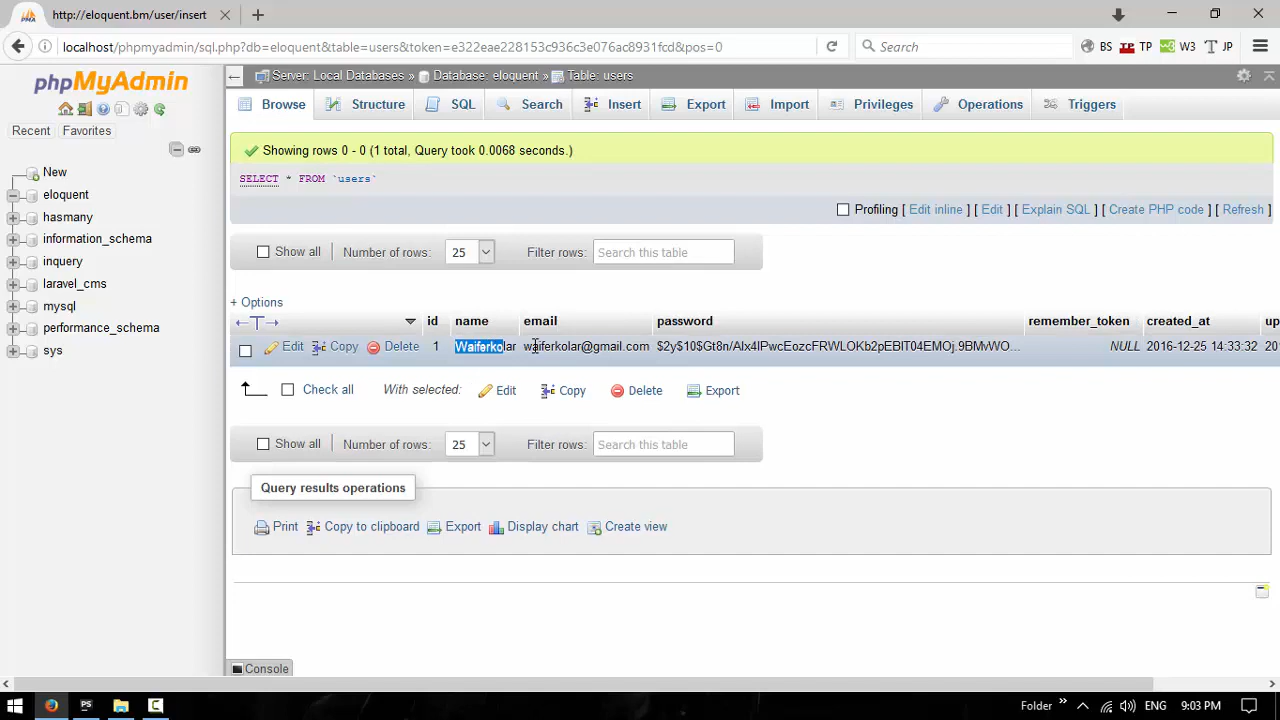 http://eloquent.bm/user/insert
localhost/phpmyadmin/sql.php?db=eloquent&table=users&token=e322eae228153c936c3e076ac8931fcd&pos=0
Search
BS TP W3 JP
phpMyAdmin
Recent Favorites
New
eloquent
hasmany
information_schema
inquery
laravel_cms
mysql
performance_schema
sys
Server: Local Databases » Database: eloquent » Table: users
Browse Structure SQL Search Insert Export Import Privileges Operations Triggers
Showing rows 0 - 0 (1 total, Query took 0.0068 seconds.)
SELECT * FROM `users`
Profiling [ Edit inline ] [ Edit ] [ Explain SQL ] [ Create PHP code ] [ Refresh ]
Show all Number of rows: 25 Filter rows: Search this table
+ Options
id name email password remember_token created_at up
Edit Copy Delete 1 Waiferkolar waiferkolar@gmail.com NULL 2016-12-25 14:33:32 201
Check all With selected: Edit Copy Delete Export
Show all Number of rows: 25 Filter rows: Search this table
Query results operations
Print Copy to clipboard Export Display chart Create view
Console
Folder » ENG 9:03 PM